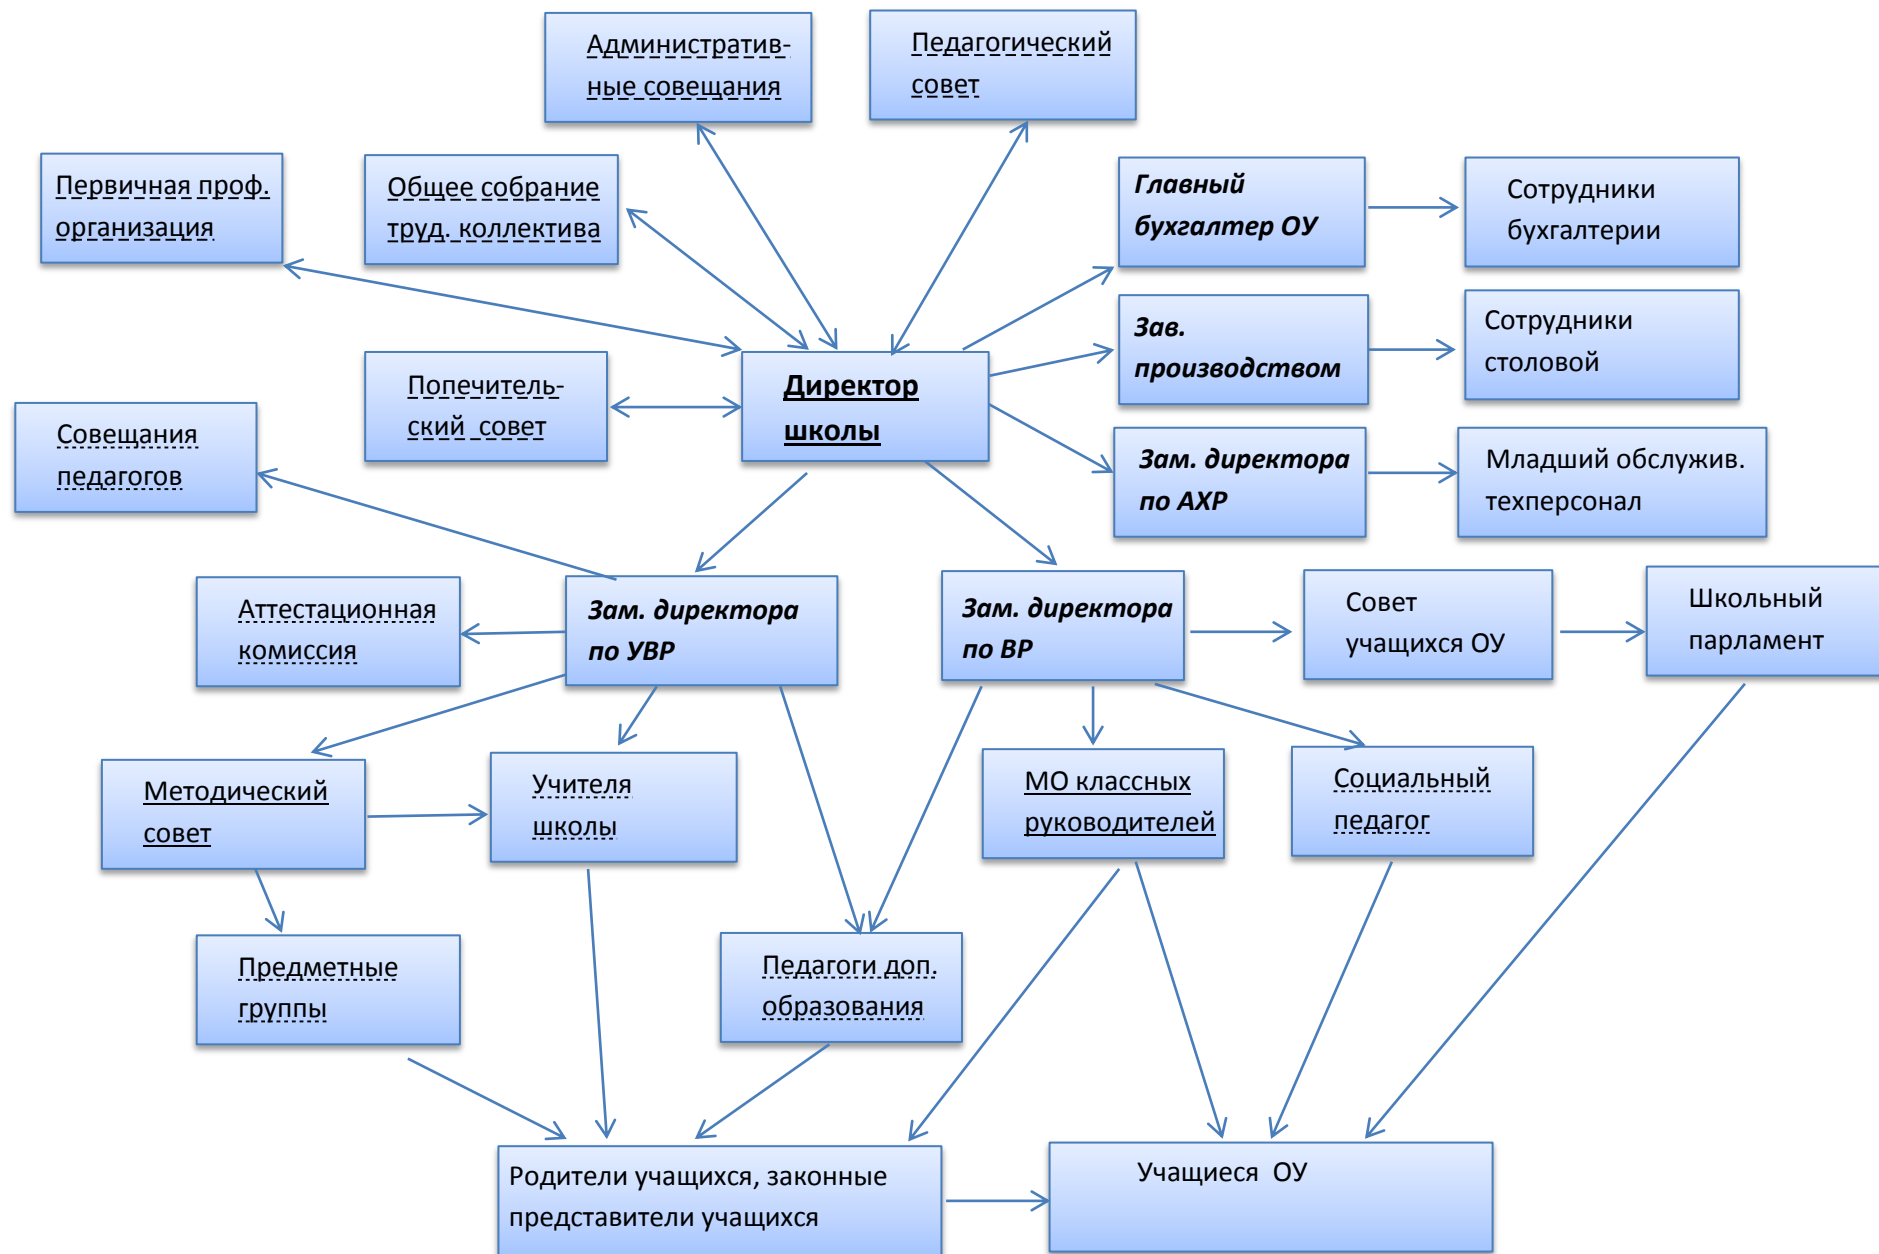 Административ-
ные совещания
Педагогический
совет
Первичная проф.
организация
Общее собрание
труд. коллектива
Главный
бухгалтер ОУ
Сотрудники
бухгалтерии
Зав.
производством
Сотрудники
столовой
Попечитель-
ский совет
Директор
школы
Совещания
педагогов
Зам. директора
по АХР
Младший обслужив.
техперсонал
Аттестационная
комиссия
Зам. директора
по УВР
Зам. директора
по ВР
Совет
учащихся ОУ
Школьный
парламент
Методический
совет
Учителя
школы
МО классных
руководителей
Социальный
педагог
Предметные
группы
Педагоги доп.
образования
Родители учащихся, законные
представители учащихся
Учащиеся ОУ